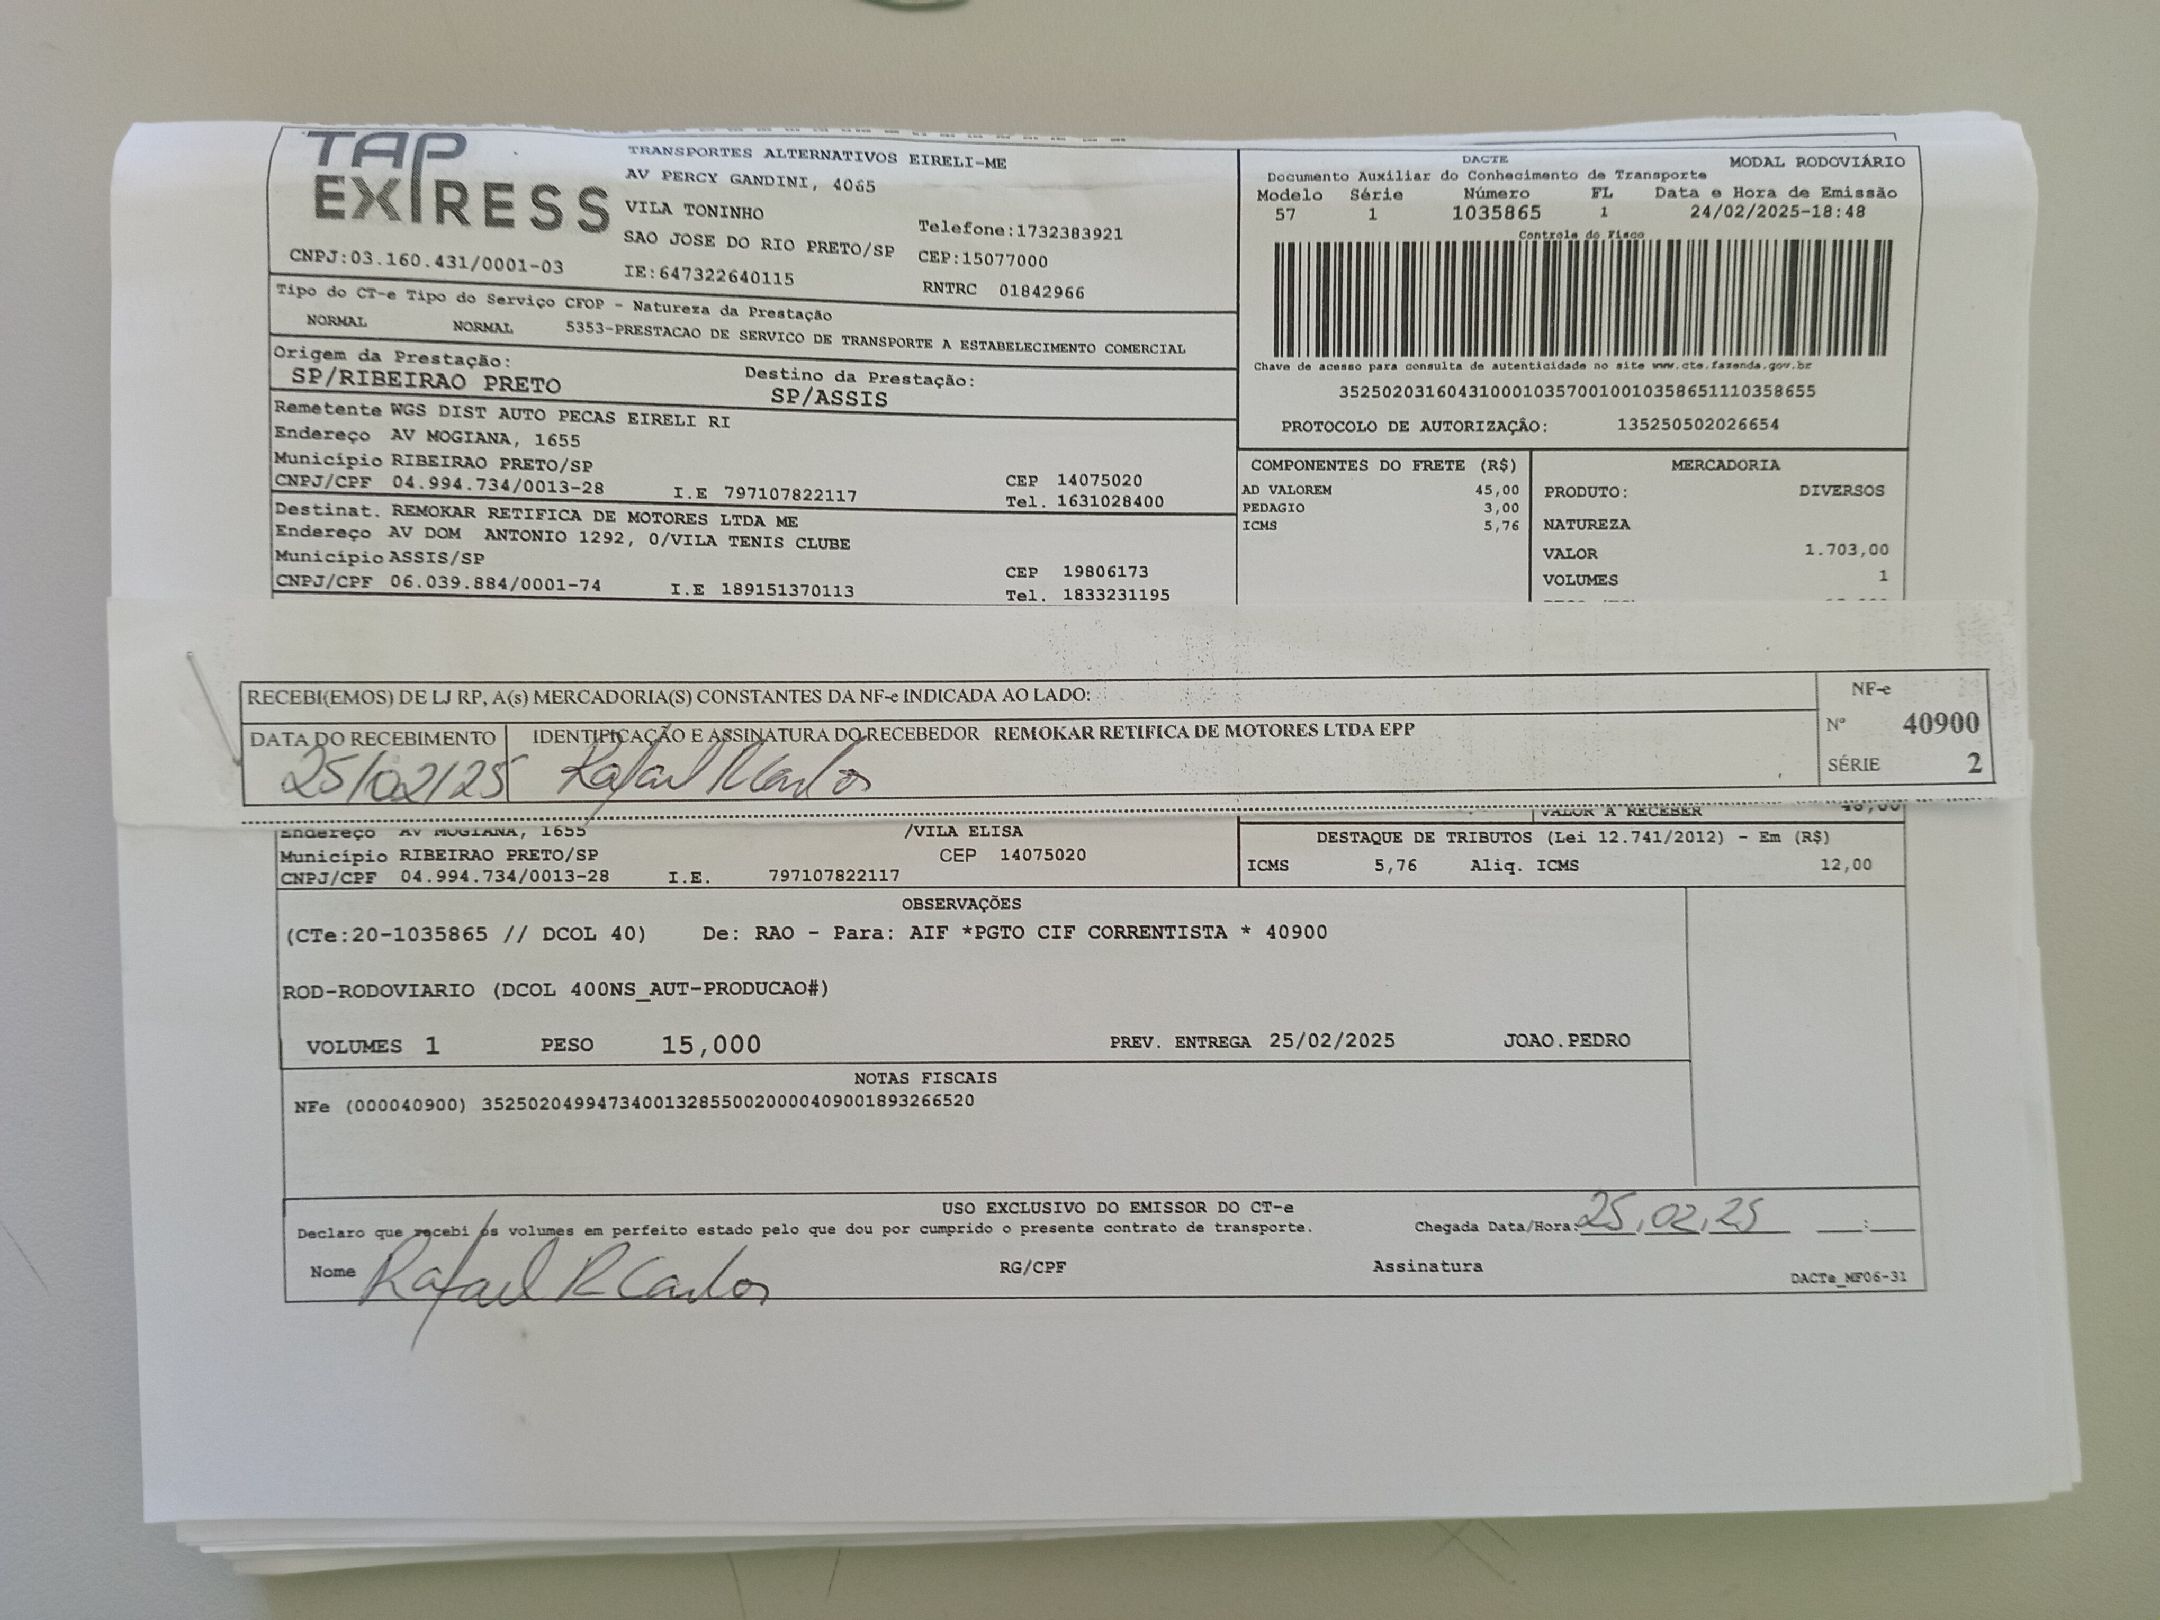 TAP EXPRESS
TRANSPORTES ALTERNATIVOS EIRELI-ME
AV PERCY GANDINI, 4065
VILA TONINHO
SAO JOSE DO RIO PRETO/SP
Telefone:1732383921
CEP:15077000
CNPJ:03.160.431/0001-03
IE:647322640115
RNTRC 01842966
DACTE MODAL RODOVIÁRIO
Documento Auxiliar do Conhecimento de Transporte
Modelo Série Número FL Data e Hora de Emissão
57 1 1035865 1 24/02/2025-18:48
Controle do Fisco
Chave de acesso para consulta de autenticidade no site www.cte.fazenda.gov.br
35250203160431000103570010010358651110358655
PROTOCOLO DE AUTORIZAÇÃO: 135250502026654
Tipo do CT-e Tipo do Serviço CFOP - Natureza da Prestação
NORMAL NORMAL 5353-PRESTACAO DE SERVICO DE TRANSPORTE A ESTABELECIMENTO COMERCIAL
Origem da Prestação: Destino da Prestação:
SP/RIBEIRAO PRETO SP/ASSIS
Remetente WGS DIST AUTO PECAS EIRELI RI
Endereço AV MOGIANA, 1655
Município RIBEIRAO PRETO/SP CEP 14075020
CNPJ/CPF 04.994.734/0013-28 I.E 797107822117 Tel. 1631028400
Destinat. REMOKAR RETIFICA DE MOTORES LTDA ME
Endereço AV DOM ANTONIO 1292, 0/VILA TENIS CLUBE
Município ASSIS/SP CEP 19806173
CNPJ/CPF 06.039.884/0001-74 I.E 189151370113 Tel. 1833231195
COMPONENTES DO FRETE (R$)
AD VALOREM 45,00
PEDAGIO 3,00
ICMS 5,76
MERCADORIA
PRODUTO: DIVERSOS
NATUREZA
VALOR 1.703,00
VOLUMES 1
RECEBI(EMOS) DE LJ RP, A(s) MERCADORIA(S) CONSTANTES DA NF-e INDICADA AO LADO:
DATA DO RECEBIMENTO IDENTIFICAÇÃO E ASSINATURA DO RECEBEDOR REMOKAR RETIFICA DE MOTORES LTDA EPP
25/02/25 Rafael R Carlos
NF-e
Nº 40900
SÉRIE 2
VALOR A RECEBER
Endereço AV MOGIANA, 1655 /VILA ELISA
Município RIBEIRAO PRETO/SP CEP 14075020
CNPJ/CPF 04.994.734/0013-28 I.E. 797107822117
DESTAQUE DE TRIBUTOS (Lei 12.741/2012) - Em (R$)
ICMS 5,76 Aliq. ICMS 12,00
OBSERVAÇÕES
(CTe:20-1035865 // DCOL 40) De: RAO - Para: AIF *PGTO CIF CORRENTISTA * 40900
ROD-RODOVIARIO (DCOL 400NS_AUT-PRODUCAO#)
VOLUMES 1 PESO 15,000 PREV. ENTREGA 25/02/2025 JOAO.PEDRO
NOTAS FISCAIS
NFe (000040900) 35250204994734001328550020000409001893266520
USO EXCLUSIVO DO EMISSOR DO CT-e
Declaro que recebi os volumes em perfeito estado pelo que dou por cumprido o presente contrato de transporte. Chegada Data/Hora: 25,02,25 __:__
Nome Rafael R Carlos RG/CPF Assinatura
DACTe_MF06-31